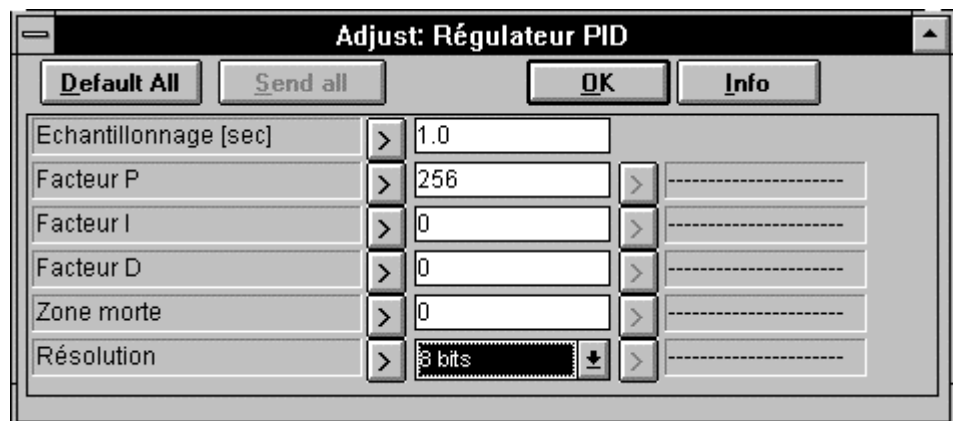 Adjust: Régulateur PID
Default All Send all OK Info
Echantillonnage [sec] > 1.0
Facteur P > 256 > ----------------------
Facteur I > 0 > ----------------------
Facteur D > 0 > ----------------------
Zone morte > 0 > ----------------------
Résolution > 8 bits > ----------------------